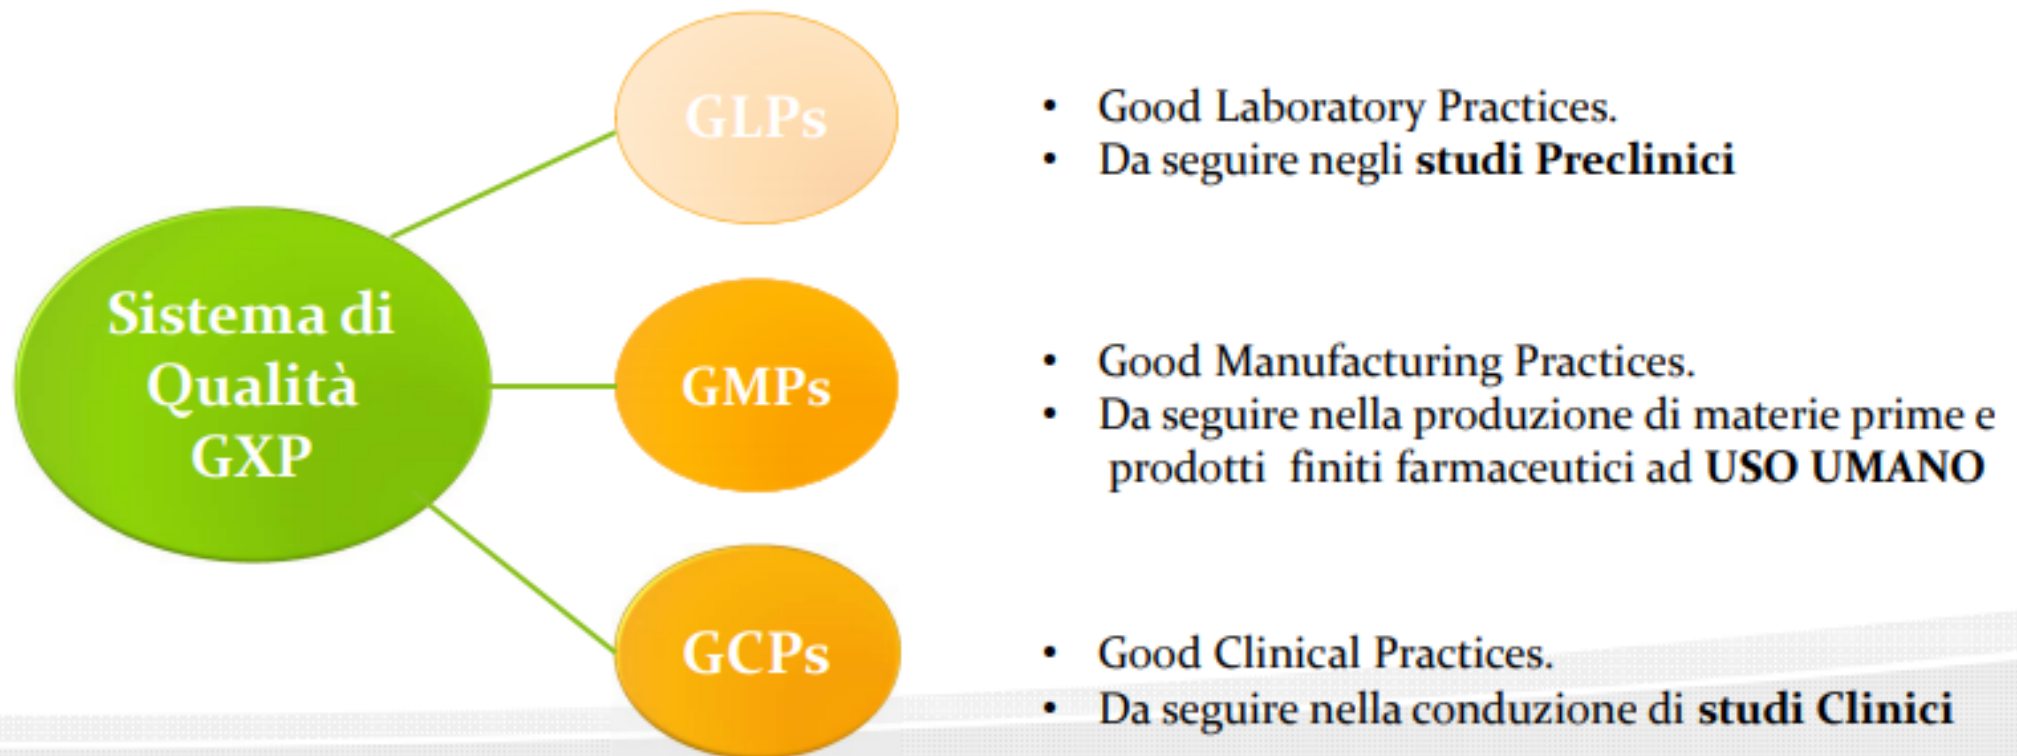 GLPs
• Good Laboratory Practices.
• Da seguire negli studi Preclinici
Sistema di
Qualità
GXP
GMPs
• Good Manufacturing Practices.
• Da seguire nella produzione di materie prime e
prodotti finiti farmaceutici ad USO UMANO
GCPs
• Good Clinical Practices.
• Da seguire nella conduzione di studi Clinici